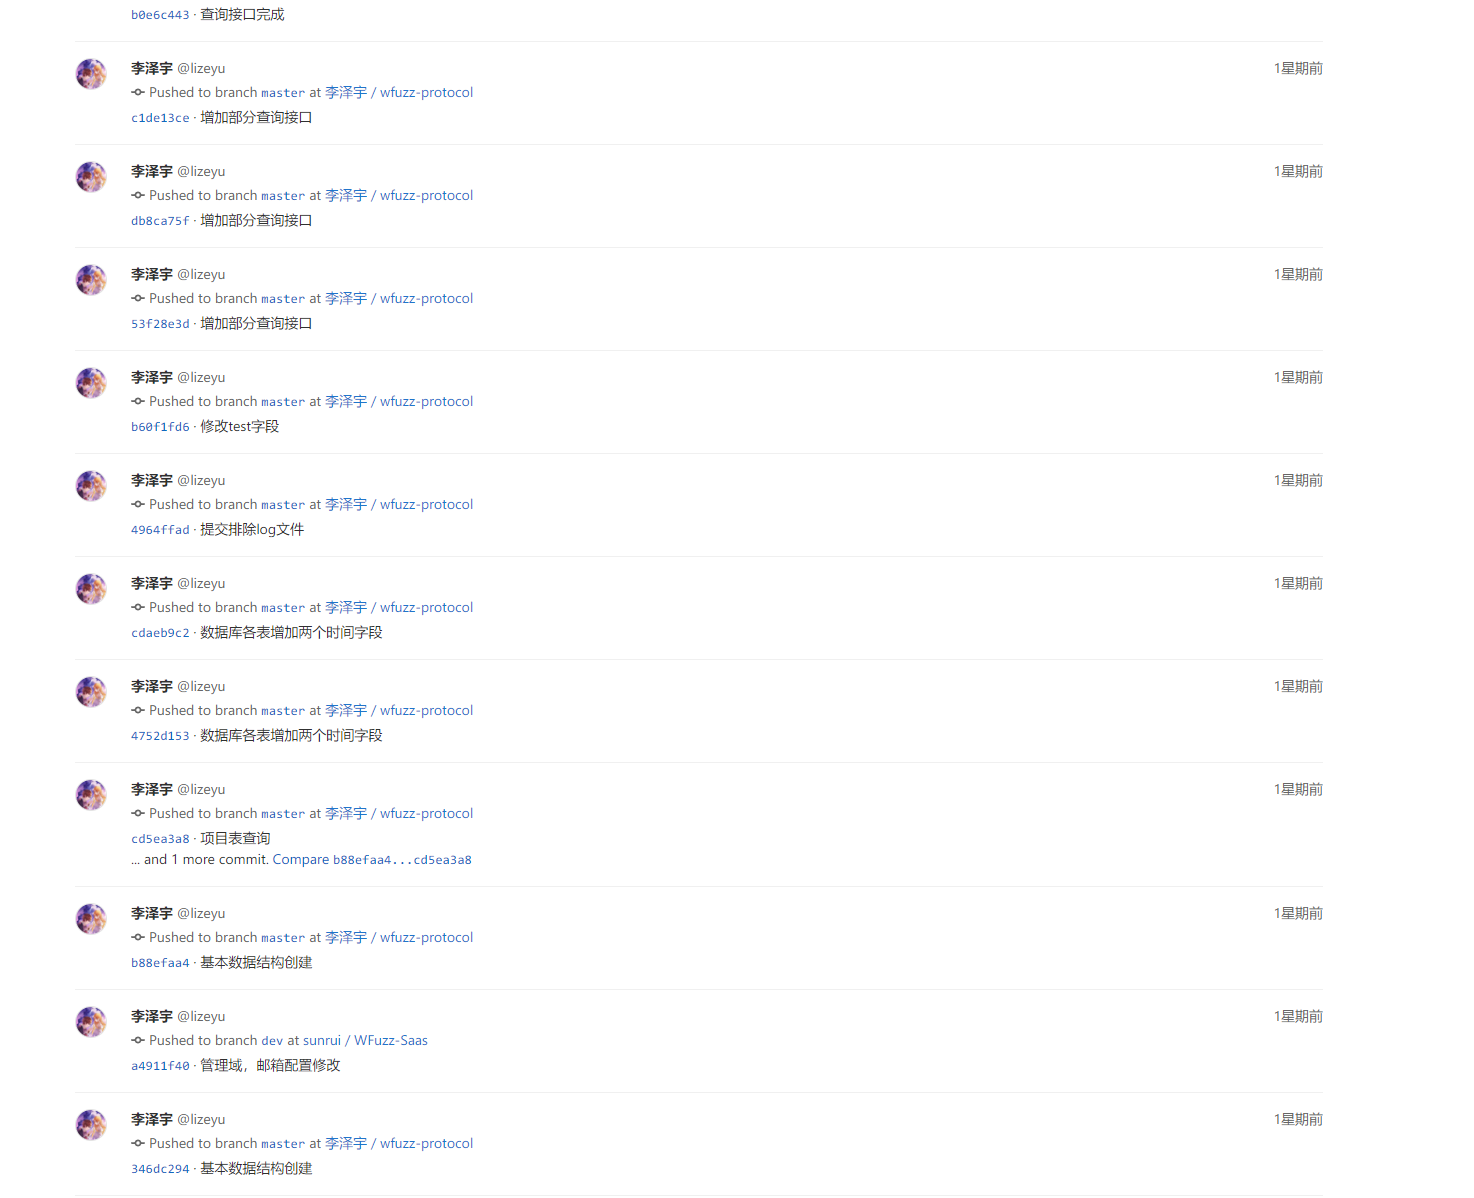 b0e6c443 · 查询接口完成
李泽宇 @lizeyu 1星期前
Pushed to branch master at 李泽宇 / wfuzz-protocol
c1de13ce · 增加部分查询接口
李泽宇 @lizeyu 1星期前
Pushed to branch master at 李泽宇 / wfuzz-protocol
db8ca75f · 增加部分查询接口
李泽宇 @lizeyu 1星期前
Pushed to branch master at 李泽宇 / wfuzz-protocol
53f28e3d · 增加部分查询接口
李泽宇 @lizeyu 1星期前
Pushed to branch master at 李泽宇 / wfuzz-protocol
b60f1fd6 · 修改test字段
李泽宇 @lizeyu 1星期前
Pushed to branch master at 李泽宇 / wfuzz-protocol
4964ffad · 提交排除log文件
李泽宇 @lizeyu 1星期前
Pushed to branch master at 李泽宇 / wfuzz-protocol
cdaeb9c2 · 数据库各表增加两个时间字段
李泽宇 @lizeyu 1星期前
Pushed to branch master at 李泽宇 / wfuzz-protocol
4752d153 · 数据库各表增加两个时间字段
李泽宇 @lizeyu 1星期前
Pushed to branch master at 李泽宇 / wfuzz-protocol
cd5ea3a8 · 项目表查询
... and 1 more commit. Compare b88efaa4...cd5ea3a8
李泽宇 @lizeyu 1星期前
Pushed to branch master at 李泽宇 / wfuzz-protocol
b88efaa4 · 基本数据结构创建
李泽宇 @lizeyu 1星期前
Pushed to branch dev at sunrui / WFuzz-Saas
a4911f40 · 管理域，邮箱配置修改
李泽宇 @lizeyu 1星期前
Pushed to branch master at 李泽宇 / wfuzz-protocol
346dc294 · 基本数据结构创建